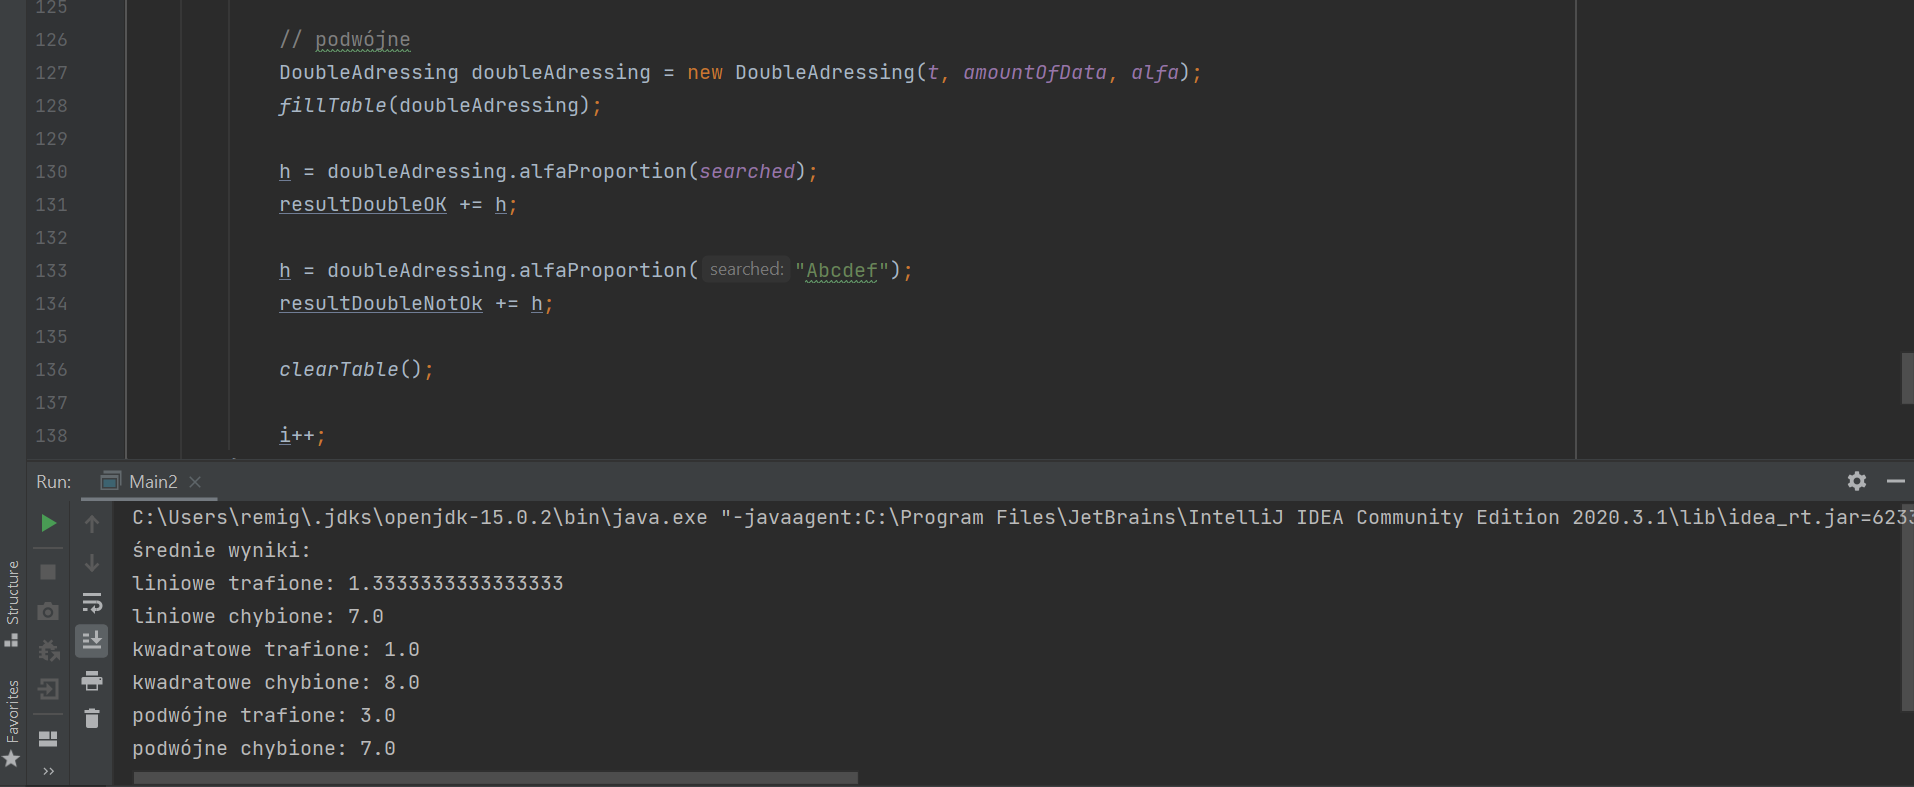 125
126 // podwójne
127 DoubleAdressing doubleAdressing = new DoubleAdressing(t, amountOfData, alfa);
128 fillTable(doubleAdressing);
129
130 h = doubleAdressing.alfaProportion(searched);
131 resultDoubleOK += h;
132
133 h = doubleAdressing.alfaProportion( searched: "Abcdef");
134 resultDoubleNotOk += h;
135
136 clearTable();
137
138 i++;
Run: Main2
C:\Users\remig\.jdks\openjdk-15.0.2\bin\java.exe "-javaagent:C:\Program Files\JetBrains\IntelliJ IDEA Community Edition 2020.3.1\lib\idea_rt.jar=6233
średnie wyniki:
liniowe trafione: 1.3333333333333333
liniowe chybione: 7.0
kwadratowe trafione: 1.0
kwadratowe chybione: 8.0
podwójne trafione: 3.0
podwójne chybione: 7.0
Structure
Favorites